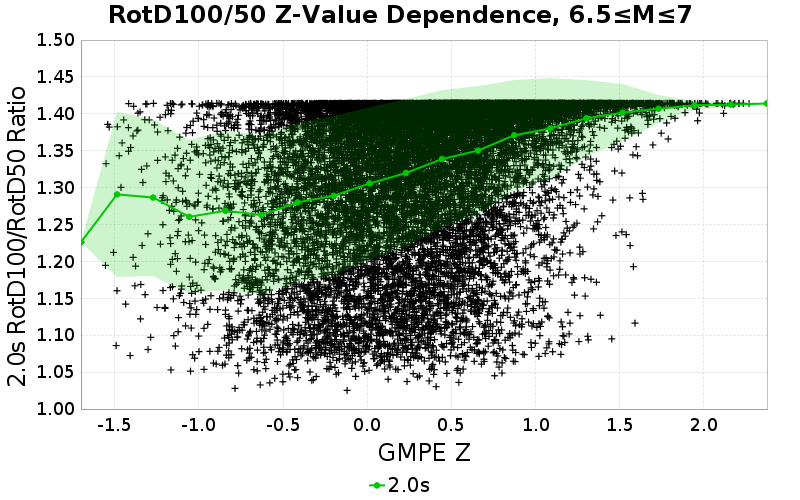 RotD100/50 Z-Value Dependence, 6.5≤M≤7
2.0s RotD100/RotD50 Ratio
1.50
1.45
1.40
1.35
1.30
1.25
1.20
1.15
1.10
1.05
1.00
-1.5 -1.0 -0.5 0.0 0.5 1.0 1.5 2.0
GMPE Z
2.0s